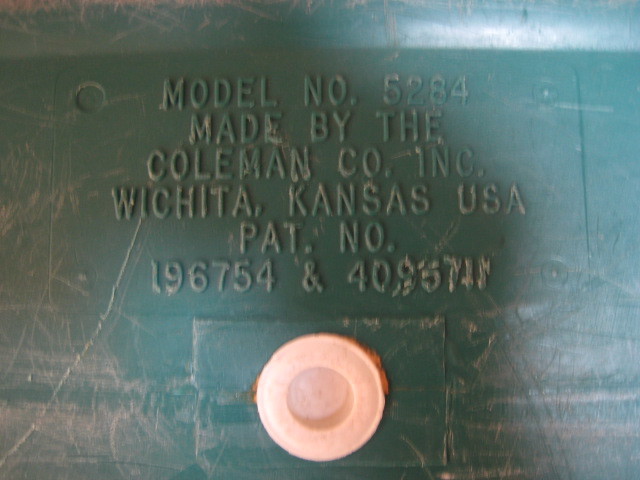 MODEL NO. 5284
MADE BY THE
COLEMAN CO. INC.
WICHITA, KANSAS USA
PAT. NO.
196754 &